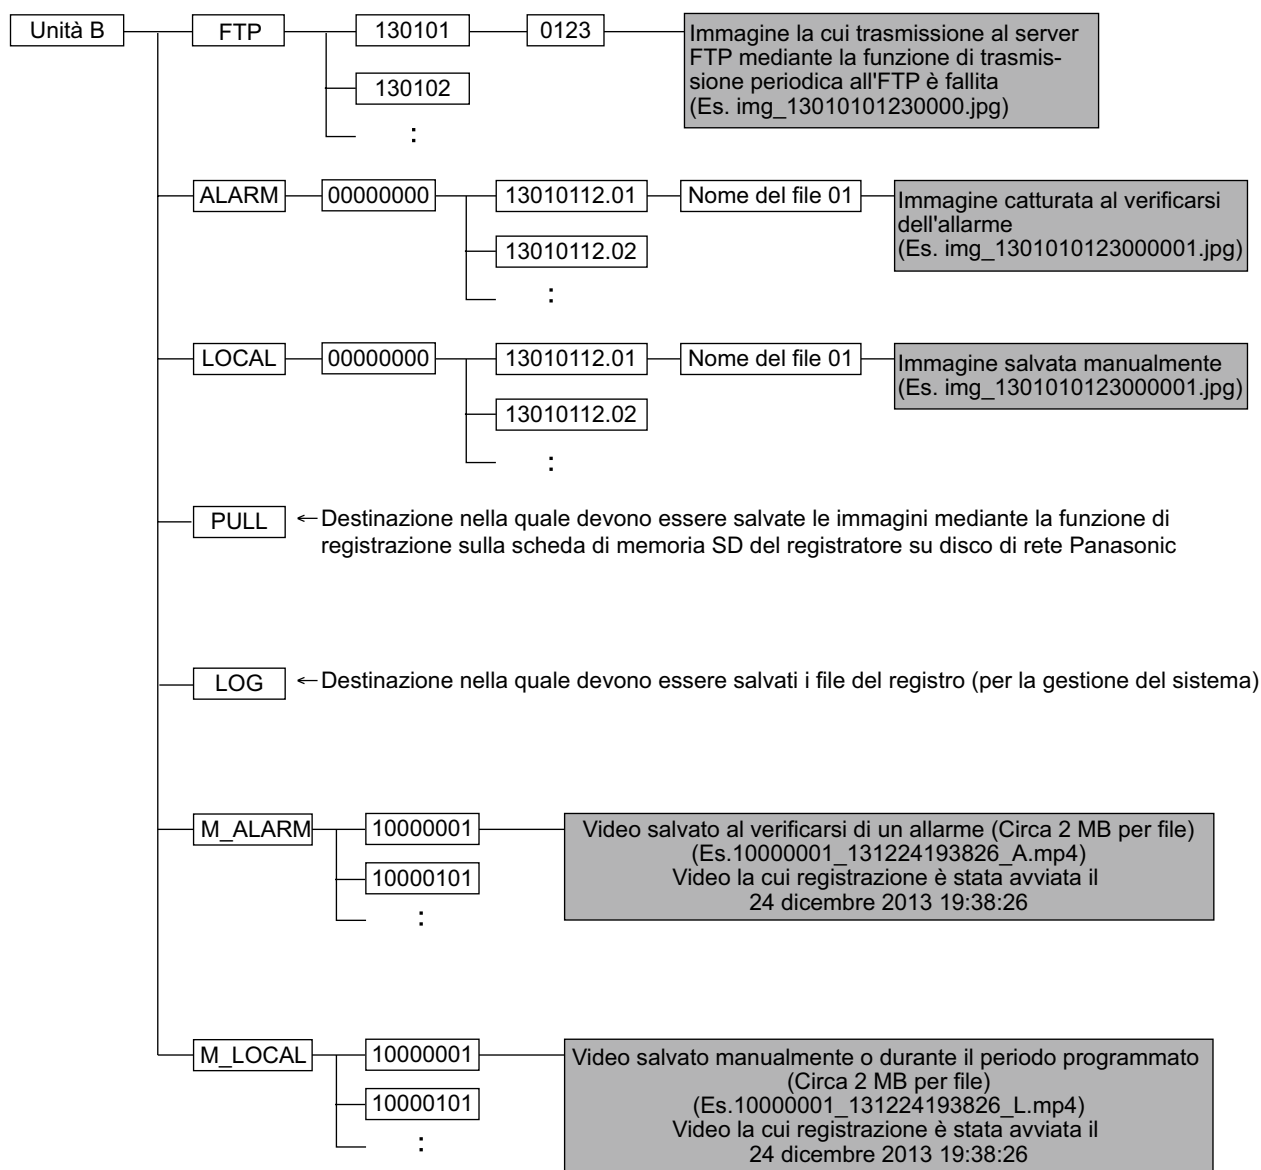 Unità B
FTP
130101
0123
Immagine la cui trasmissione al server
FTP mediante la funzione di trasmis-
sione periodica all'FTP è fallita
(Es. img_13010101230000.jpg)
130102
:
ALARM
00000000
13010112.01
Nome del file 01
Immagine catturata al verificarsi
dell'allarme
(Es. img_1301010123000001.jpg)
13010112.02
:
LOCAL
00000000
13010112.01
Nome del file 01
Immagine salvata manualmente
(Es. img_1301010123000001.jpg)
13010112.02
:
PULL
←Destinazione nella quale devono essere salvate le immagini mediante la funzione di
registrazione sulla scheda di memoria SD del registratore su disco di rete Panasonic
LOG
←Destinazione nella quale devono essere salvati i file del registro (per la gestione del sistema)
M_ALARM
10000001
Video salvato al verificarsi di un allarme (Circa 2 MB per file)
(Es.10000001_131224193826_A.mp4)
Video la cui registrazione è stata avviata il
24 dicembre 2013 19:38:26
10000101
:
M_LOCAL
10000001
Video salvato manualmente o durante il periodo programmato
(Circa 2 MB per file)
(Es.10000001_131224193826_L.mp4)
Video la cui registrazione è stata avviata il
24 dicembre 2013 19:38:26
10000101
: